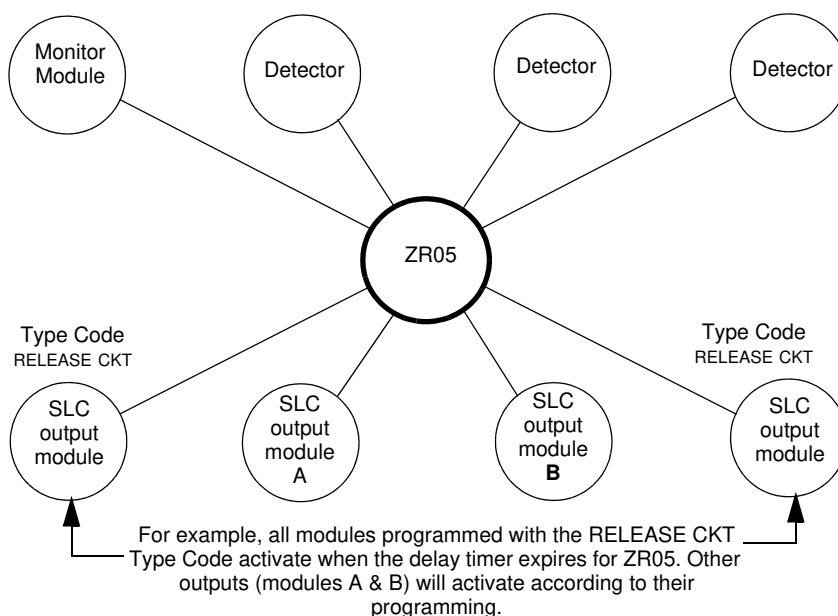 Monitor
Module
Detector
Detector
Detector
ZR05
Type Code
RELEASE CKT
Type Code
RELEASE CKT
SLC
output
module
SLC
output
module
A
SLC
output
module
B
SLC
output
module
For example, all modules programmed with the RELEASE CKT
Type Code activate when the delay timer expires for ZR05. Other
outputs (modules A & B) will activate according to their
programming.